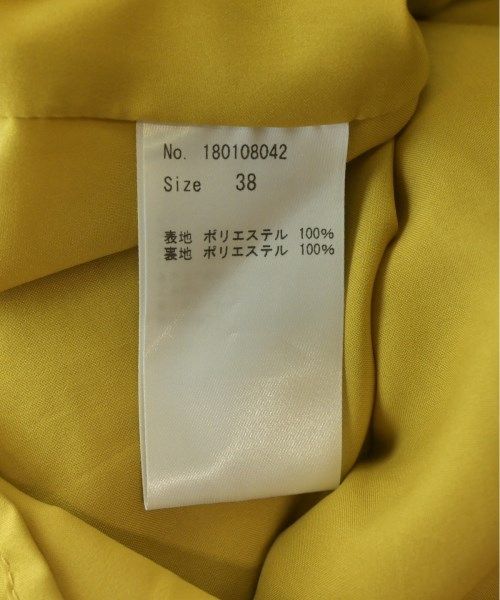 No. 180108042
Size 38
表地 ポリエステル 100%
裏地 ポリエステル 100%